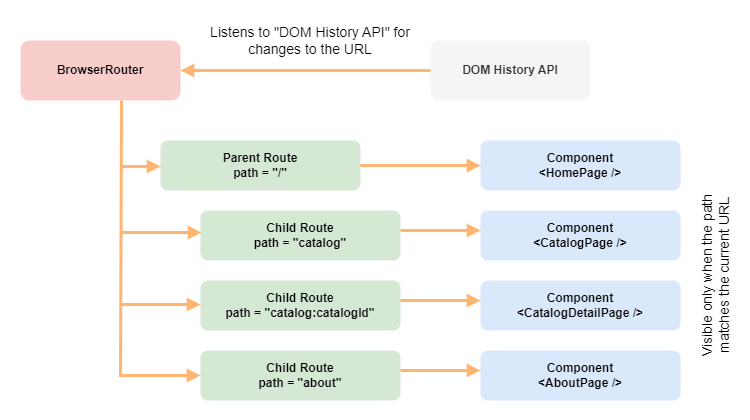 Listens to "DOM History API" for
changes to the URL
BrowserRouter
DOM History API
Parent Route
path = "/"
Component
<HomePage />
Child Route
path = "catalog"
Component
<CatalogPage />
Child Route
path = "catalog:catalogId"
Component
<CatalogDetailPage />
Child Route
path = "about"
Component
<AboutPage />
Visible only when the path
matches the current URL